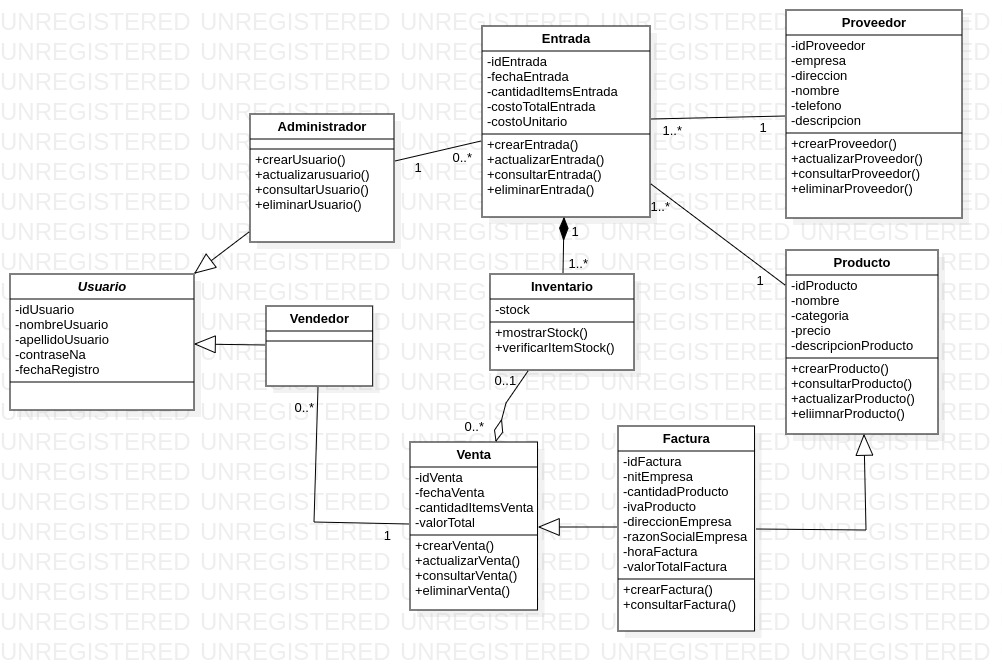 Proveedor
-idProveedor
-empresa
-direccion
-nombre
-telefono
-descripcion
+crearProveedor()
+actualizarProveedor()
+consultarProveedor()
+eliminarProveedor()
Entrada
-idEntrada
-fechaEntrada
-cantidadItemsEntrada
-costoTotalEntrada
-costoUnitario
+crearEntrada()
+actualizarEntrada()
+consultarEntrada()
+eliminarEntrada()
1..*
1
Administrador
+crearUsuario()
+actualizarusuario()
+consultarUsuario()
+eliminarUsuario()
1
0..*
1..*
1
1
1..*
Usuario
-idUsuario
-nombreUsuario
-apellidoUsuario
-contraseNa
-fechaRegistro
Vendedor
0..*
1
Inventario
-stock
+mostrarStock()
+verificarItemStock()
0..1
0..*
Producto
-idProducto
-nombre
-categoria
-precio
-descripcionProducto
+crearProducto()
+consultarProducto()
+actualizarProducto()
+eliimnarProducto()
Venta
-idVenta
-fechaVenta
-cantidadItemsVenta
-valorTotal
+crearVenta()
+actualizarVenta()
+consultarVenta()
+eliminarVenta()
Factura
-idFactura
-nitEmpresa
-cantidadProducto
-ivaProducto
-direccionEmpresa
-razonSocialEmpresa
-horaFactura
-valorTotalFactura
+crearFactura()
+consultarFactura()
UNREGISTERED UNREGISTERED UNREGISTERED UNREGISTERED UNREGISTERED